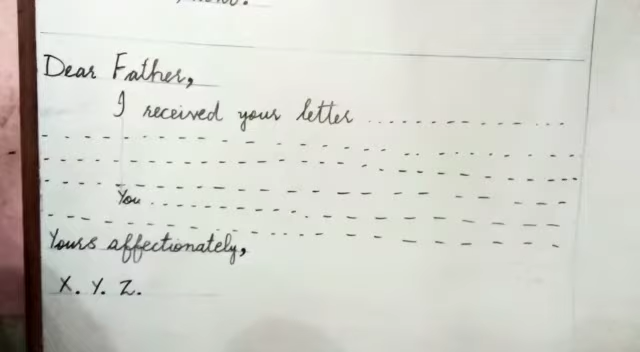 Dear Father,
I received your letter ..............
You ..............
Yours affectionately,
X. Y. Z.